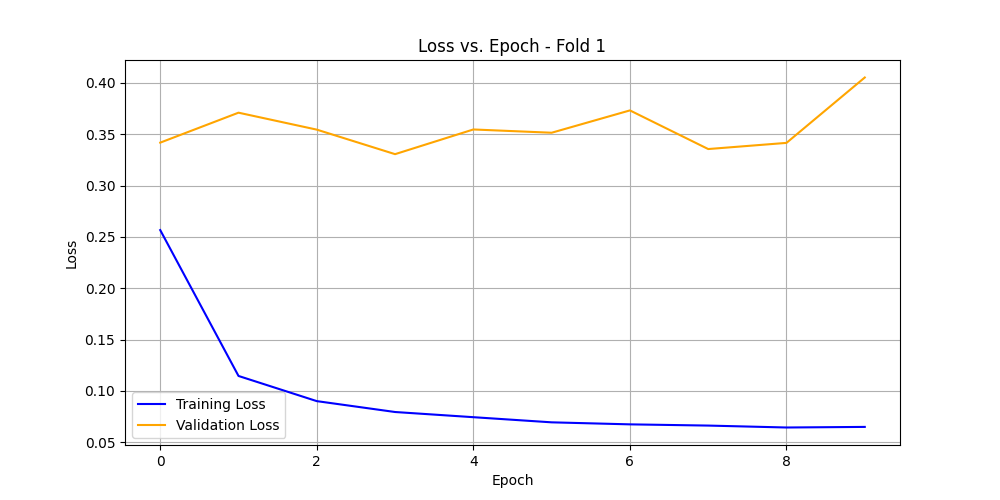 Loss vs. Epoch - Fold 1
0.40
0.35
0.30
0.25
0.20
0.15
0.10
0.05
Loss
Training Loss
Validation Loss
0 2 4 6 8
Epoch